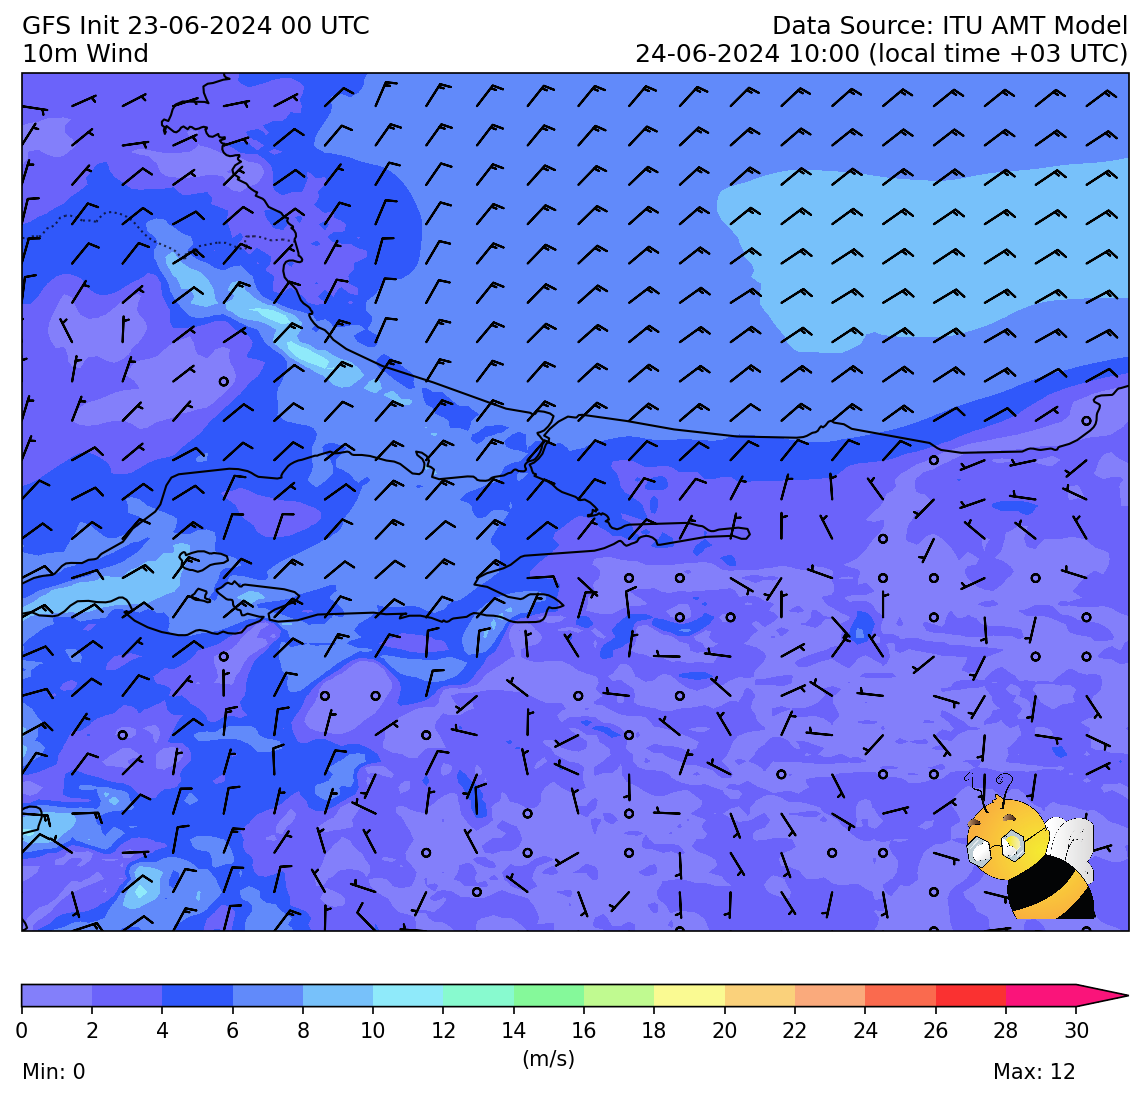 GFS Init 23-06-2024 00 UTC
Data Source: ITU AMT Model
10m Wind
24-06-2024 10:00 (local time +03 UTC)
0 2 4 6 8 10 12 14 16 18 20 22 24 26 28 30
(m/s)
Min: 0
Max: 12